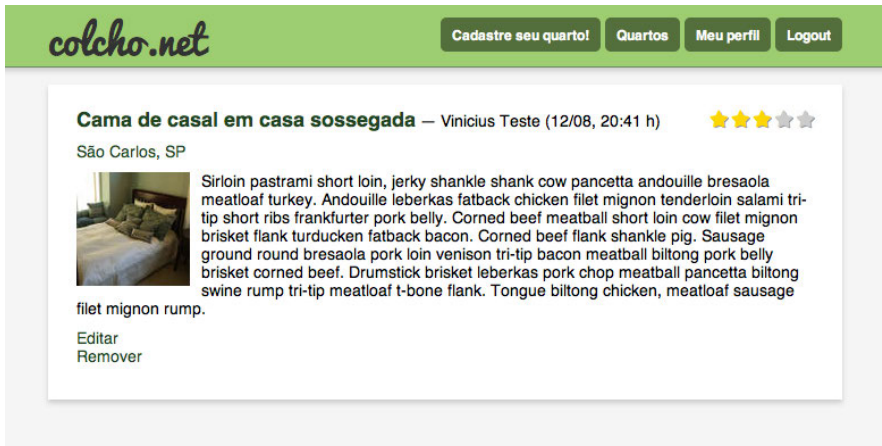 colcho.net
Cadastre seu quarto! Quartos Meu perfil Logout
Cama de casal em casa sossegada — Vinicius Teste (12/08, 20:41 h)
São Carlos, SP
Sirloin pastrami short loin, jerky shankle shank cow pancetta andouille bresaola
meatloaf turkey. Andouille leberkas fatback chicken filet mignon tenderloin salami tri-
tip short ribs frankfurter pork belly. Corned beef meatball short loin cow filet mignon
brisket flank turducken fatback bacon. Corned beef flank shankle pig. Sausage
ground round bresaola pork loin venison tri-tip bacon meatball biltong pork belly
brisket corned beef. Drumstick brisket leberkas pork chop meatball pancetta biltong
swine rump tri-tip meatloaf t-bone flank. Tongue biltong chicken, meatloaf sausage
filet mignon rump.
Editar
Remover